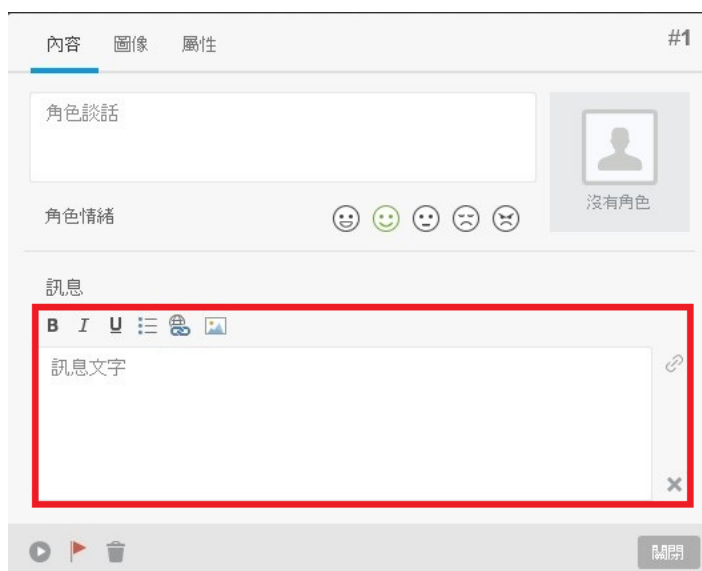 內容 圖像 屬性 #1
角色談話
沒有角色
角色情緒
訊息
B I U
訊息文字
關閉